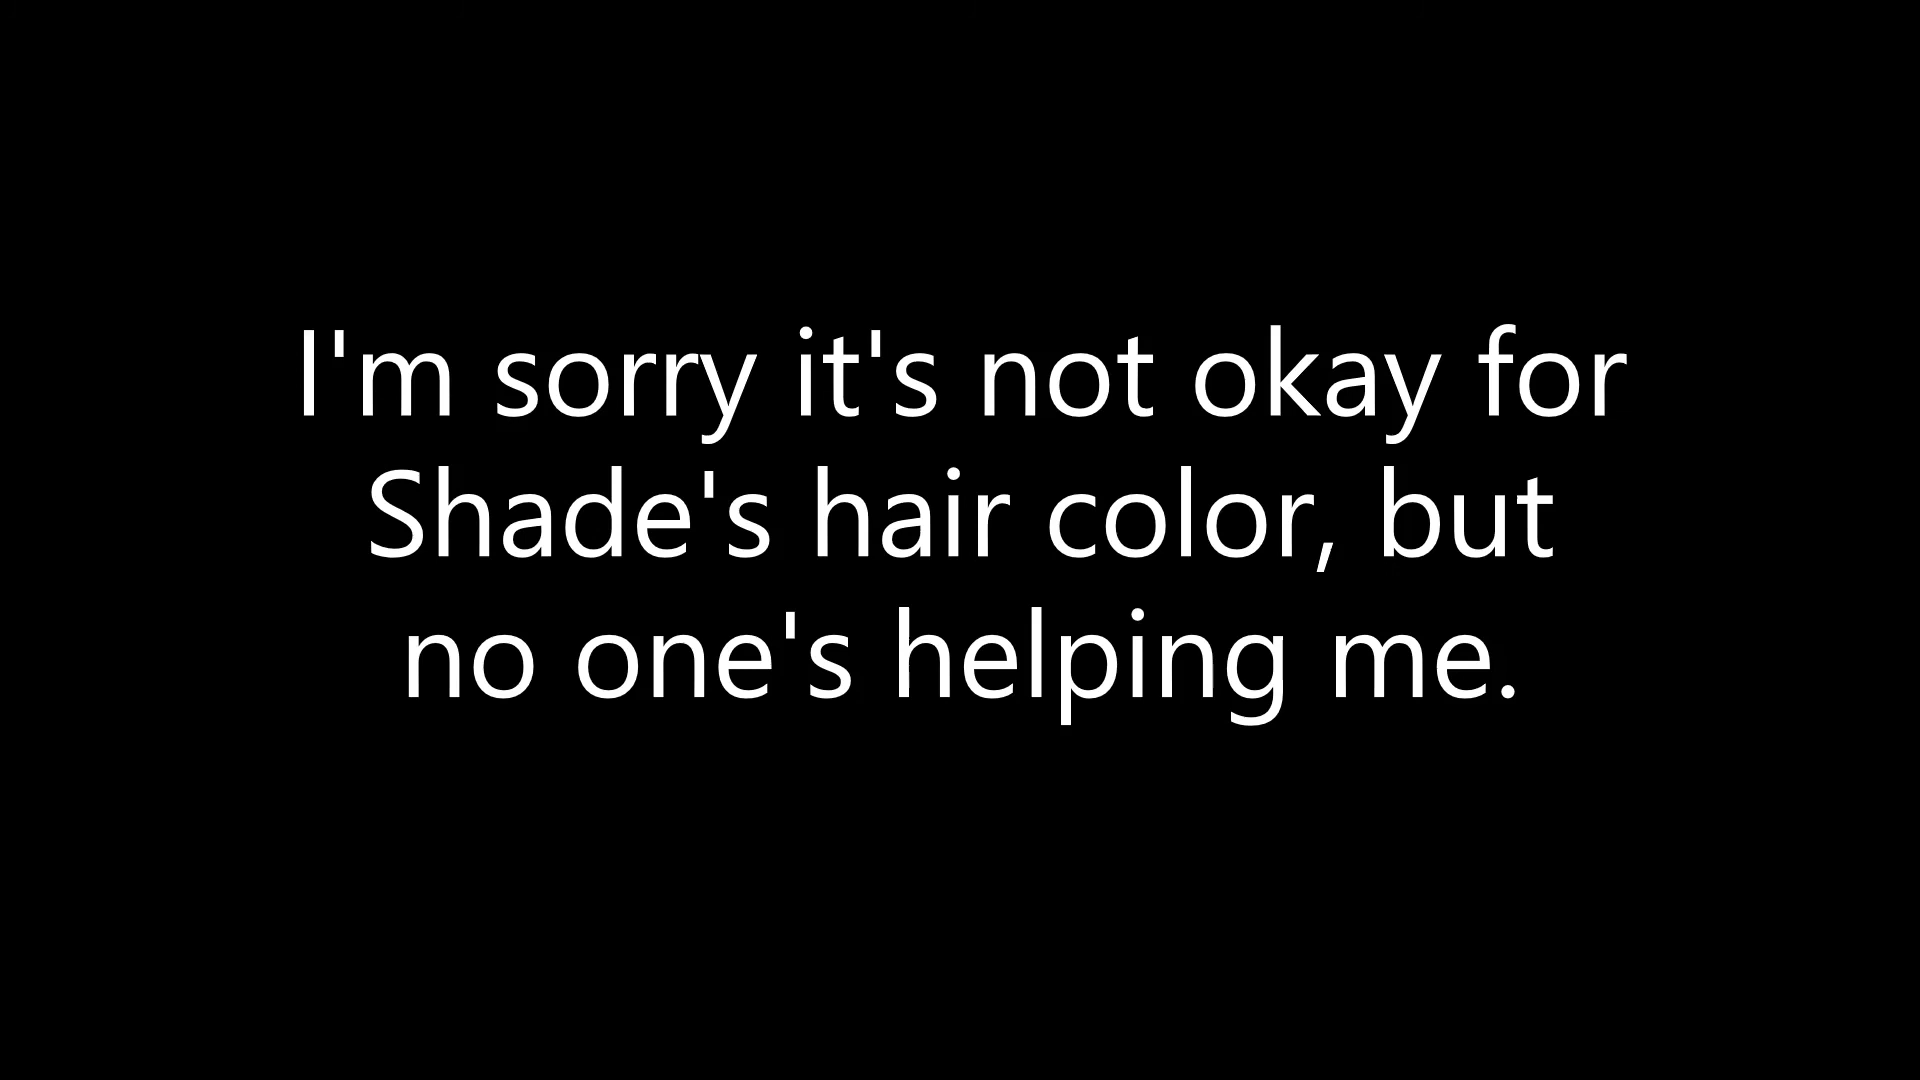 I'm sorry it's not okay for
Shade's hair color, but
no one's helping me.